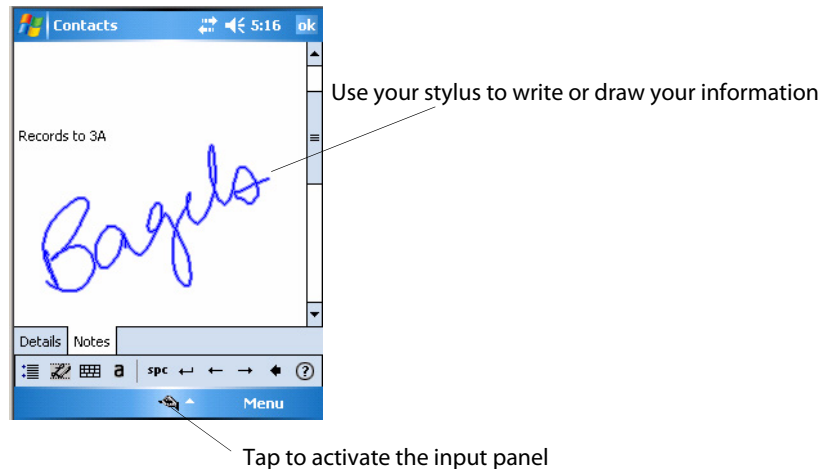 Contacts 5:16 ok
Use your stylus to write or draw your information
Records to 3A
Bagels
Details Notes
a spc ?
Menu
Tap to activate the input panel